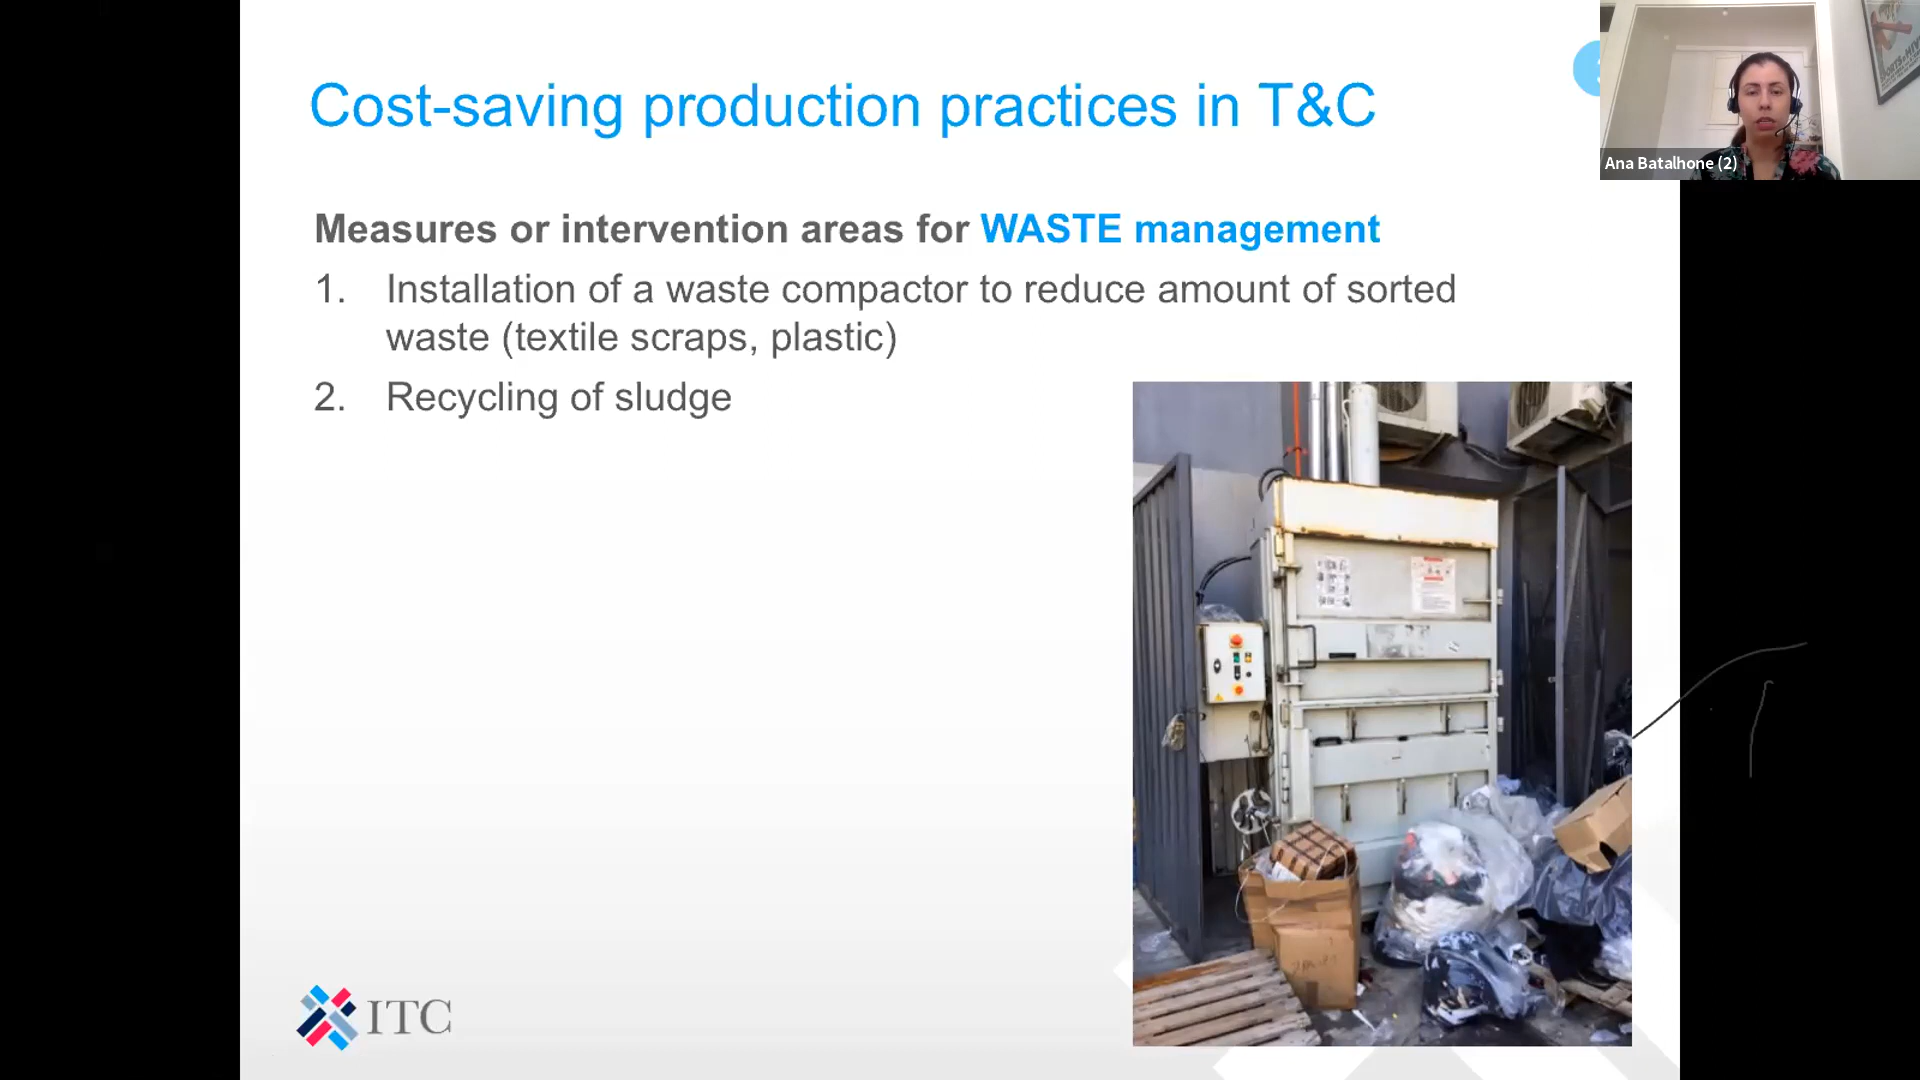 Cost-saving production practices in T&C
Ana Batalhone (2)
Measures or intervention areas for WASTE management
1. Installation of a waste compactor to reduce amount of sorted
waste (textile scraps, plastic)
2. Recycling of sludge
ITC